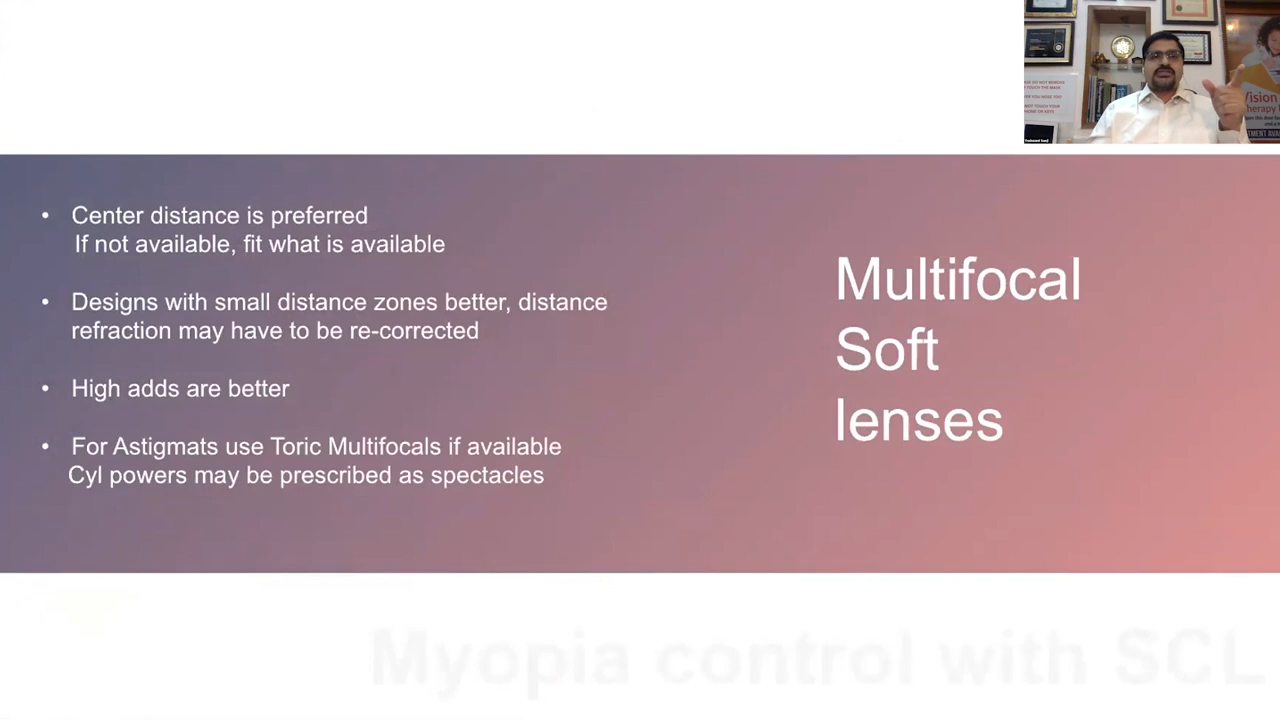 • Center distance is preferred
If not available, fit what is available
• Designs with small distance zones better, distance
refraction may have to be re-corrected
• High adds are better
• For Astigmats use Toric Multifocals if available
Cyl powers may be prescribed as spectacles
Multifocal
Soft
lenses
Myopia control with SCL
Vision